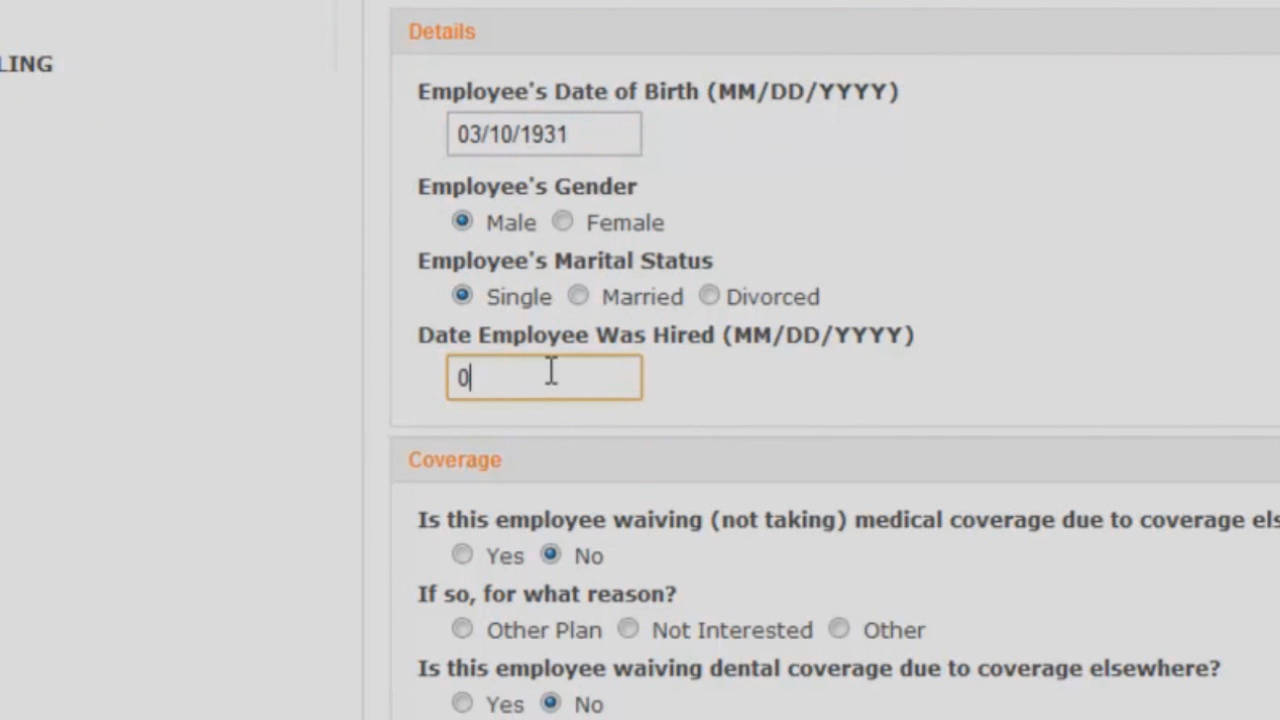 LING
Details
Employee's Date of Birth (MM/DD/YYYY)
03/10/1931
Employee's Gender
Male Female
Employee's Marital Status
Single Married Divorced
Date Employee Was Hired (MM/DD/YYYY)
0
Coverage
Is this employee waiving (not taking) medical coverage due to coverage els
Yes No
If so, for what reason?
Other Plan Not Interested Other
Is this employee waiving dental coverage due to coverage elsewhere?
Yes No